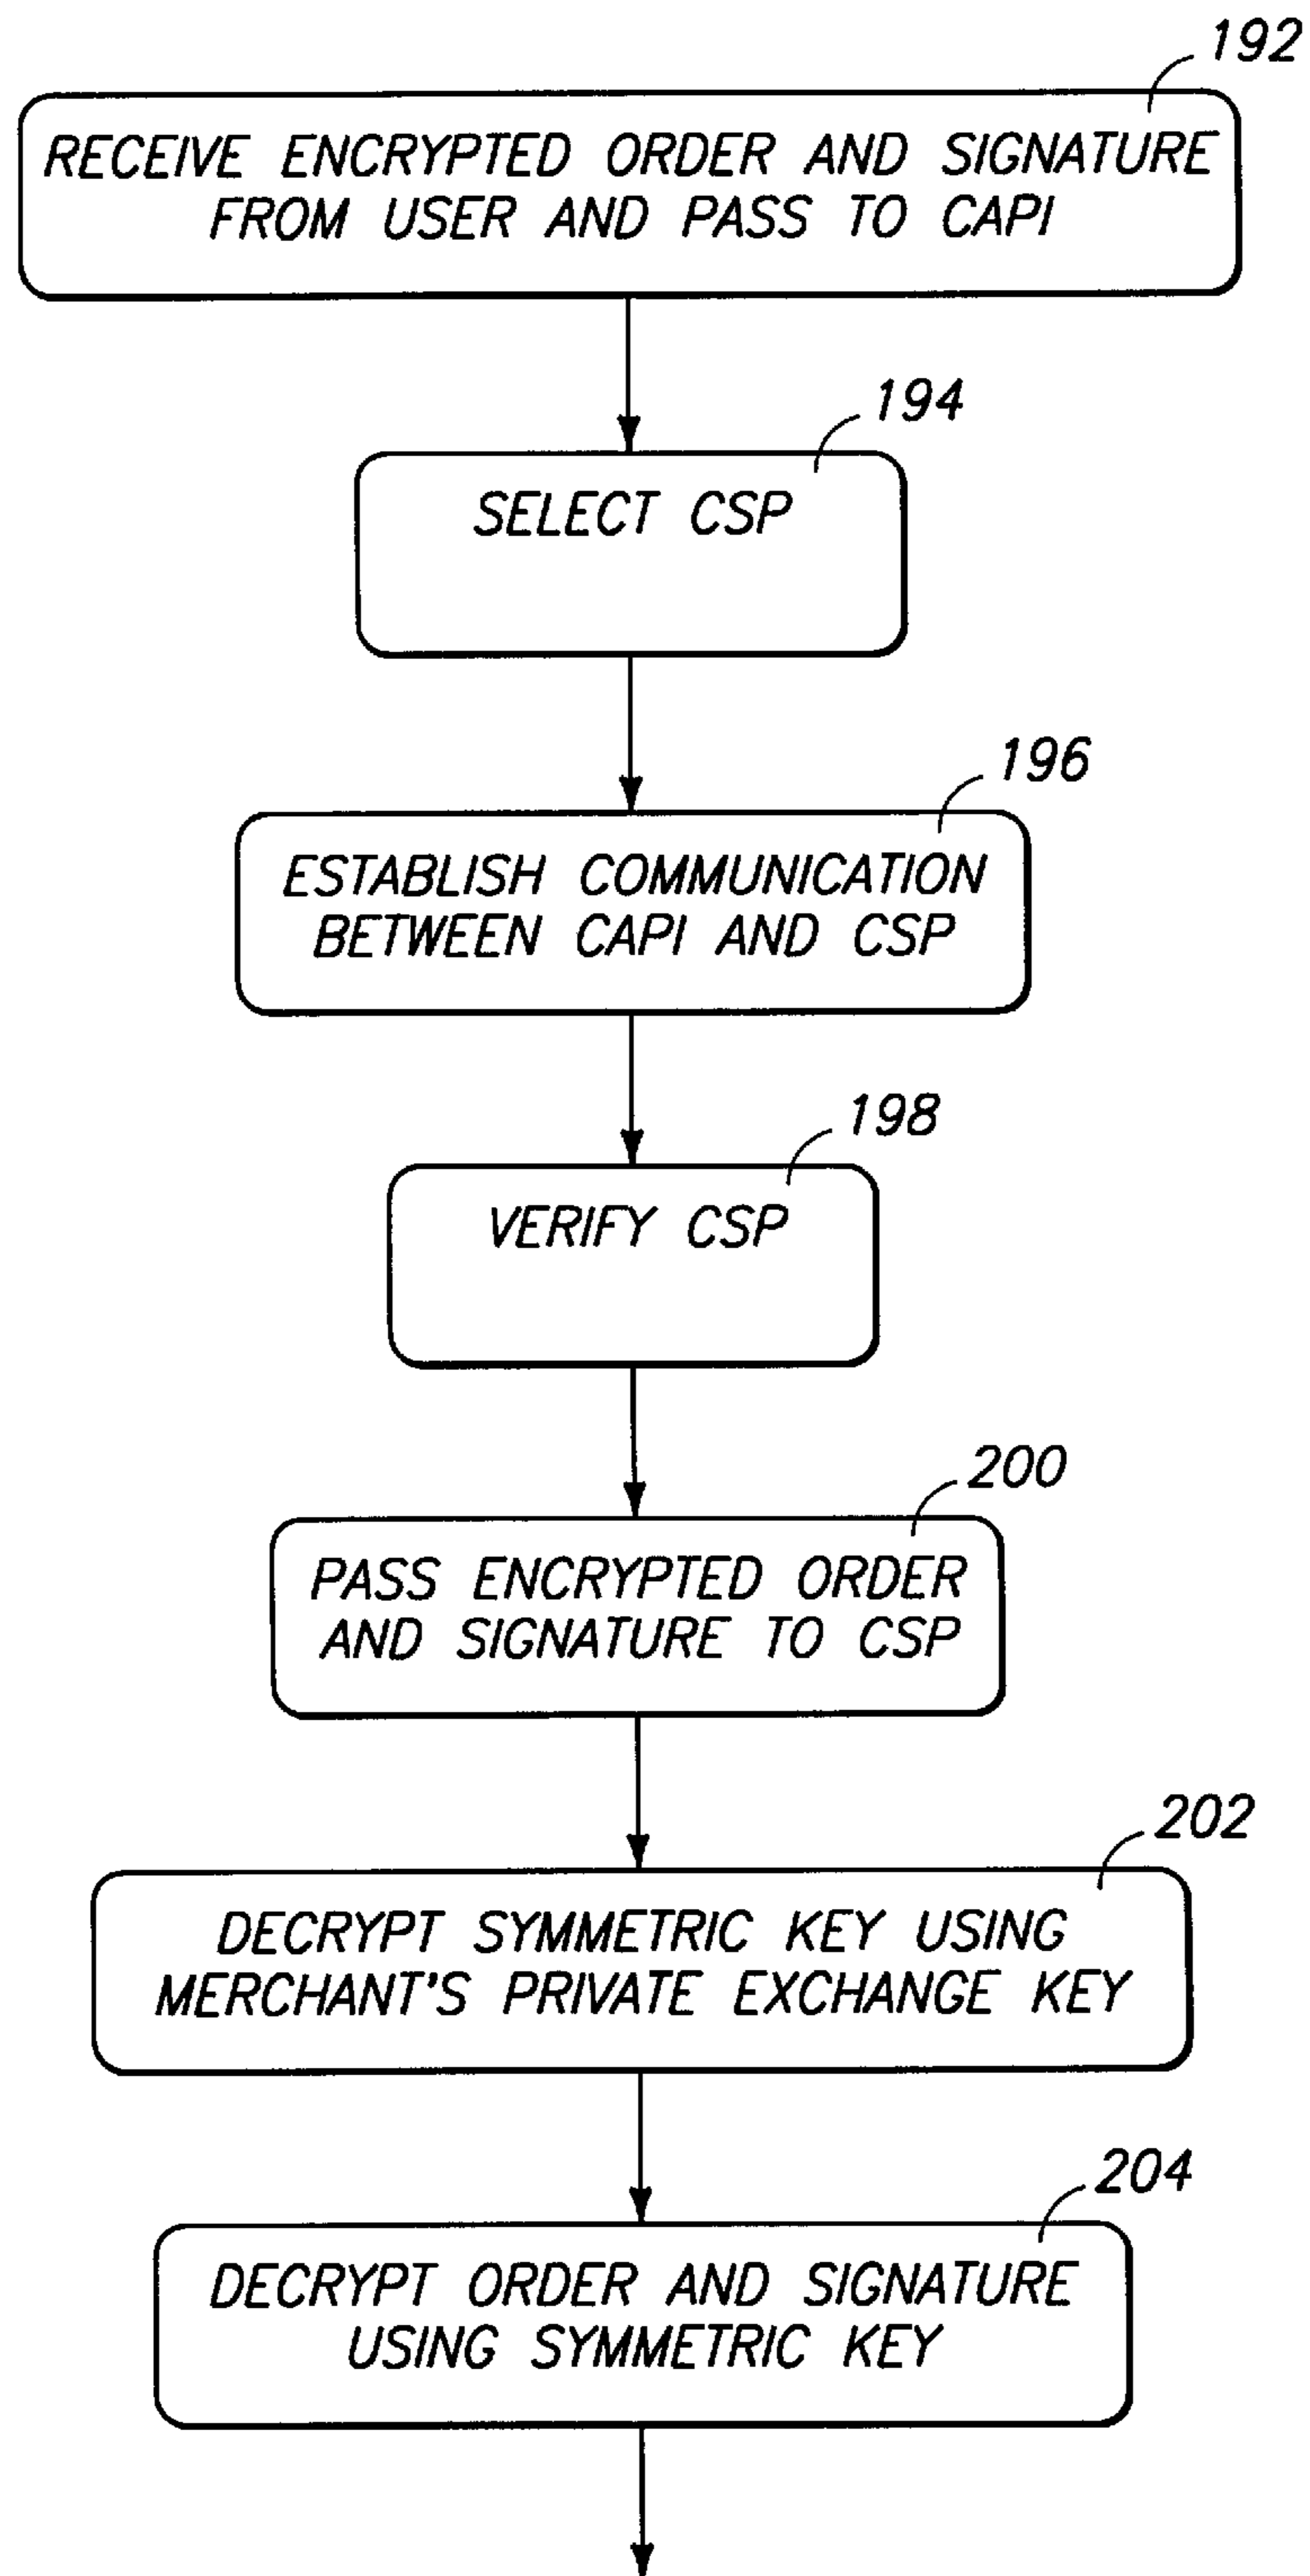 192
RECEIVE ENCRYPTED ORDER AND SIGNATURE
FROM USER AND PASS TO CAPI
194
SELECT CSP
196
ESTABLISH COMMUNICATION
BETWEEN CAPI AND CSP
198
VERIFY CSP
200
PASS ENCRYPTED ORDER
AND SIGNATURE TO CSP
202
DECRYPT SYMMETRIC KEY USING
MERCHANT'S PRIVATE EXCHANGE KEY
204
DECRYPT ORDER AND SIGNATURE
USING SYMMETRIC KEY